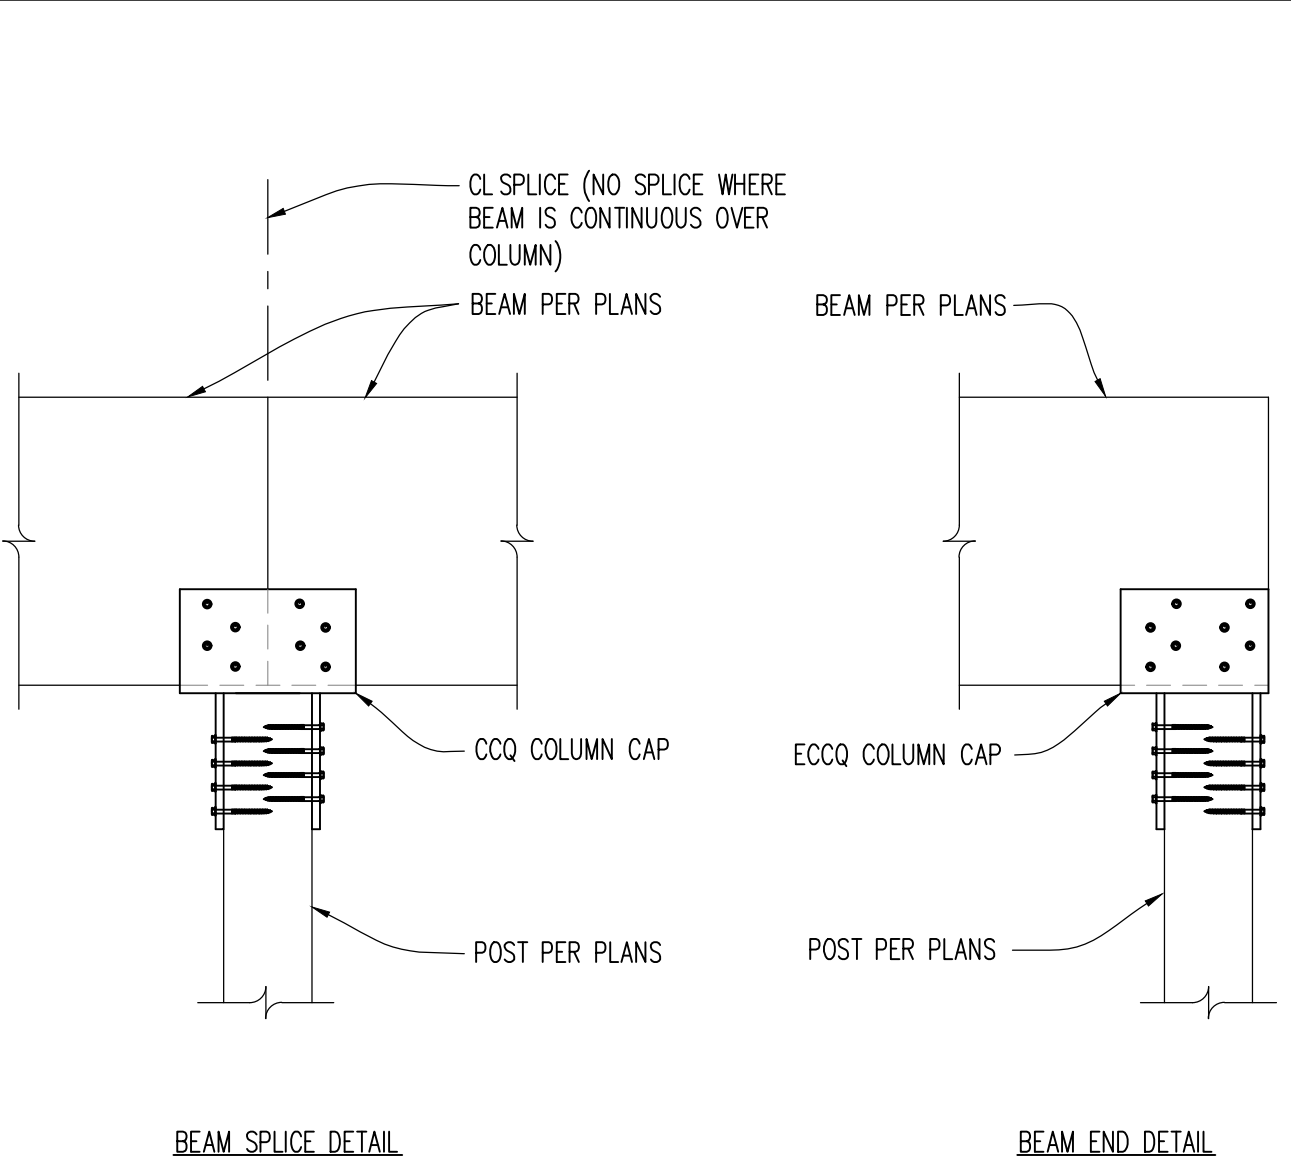 CL SPLICE (NO SPLICE WHERE
BEAM IS CONTINUOUS OVER
COLUMN)
BEAM PER PLANS
CCQ COLUMN CAP
POST PER PLANS
BEAM SPLICE DETAIL
BEAM PER PLANS
ECCQ COLUMN CAP
POST PER PLANS
BEAM END DETAIL